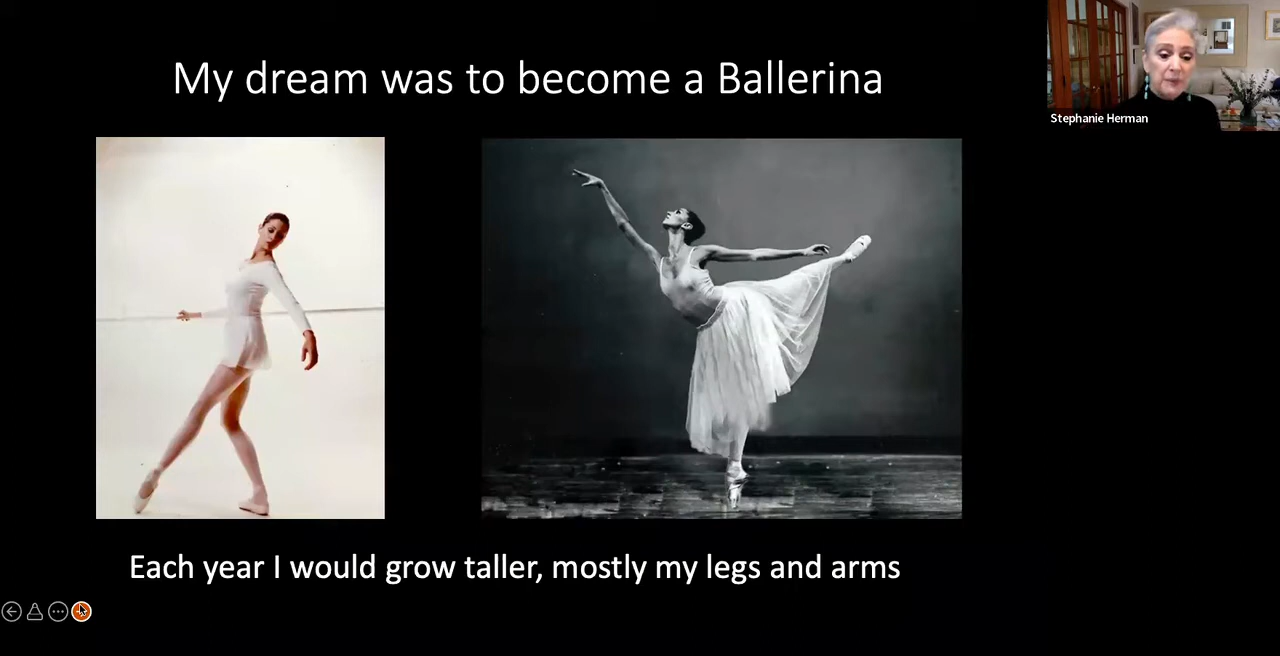 My dream was to become a Ballerina
Stephanie Herman
Each year I would grow taller, mostly my legs and arms